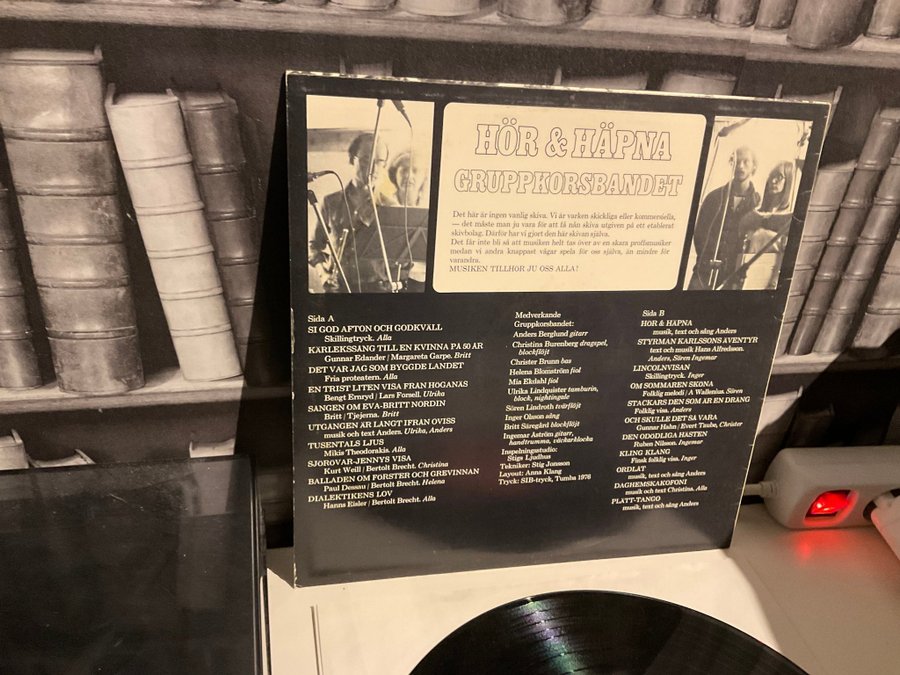 HÖR & HÄPNA
GRUPPKORSBANDET
Det här är ingen vanlig skiva. Vi är varken skickliga eller kommersiella,
— det måste man ju vara för att få nån skiva utgiven på ett etablerat
skivbolag. Därför har vi gjort den här skivan själva.
Det får inte bli så att musiken helt tas över av en skara proffsmusiker
medan vi andra knappast vågar spela för oss själva, än mindre för
varandra.
MUSIKEN TILLHÖR JU OSS ALLA!
Sida A
SI GOD AFTON OCH GODKVÄLL
Skillingtryck. Alla
KÄRLEKSSÅNG TILL EN KVINNA PÅ 50 ÅR
Gunnar Edander / Margareta Garpe. Britt
DET VAR JAG SOM BYGGDE LANDET
Fria proteatern. Alla
EN TRIST LITEN VISA FRÅN HÖGANÄS
Bengt Ernryd / Lars Forsell. Ulrika
SÅNGEN OM EVA-BRITT NORDIN
Britt / Tjejerna. Britt
UTGÅNGEN ÄR LÅNGT IFRÅN OVISS
musik och text Anders. Ulrika, Anders
TUSENTALS LJUS
Mikis Theodorakis. Alla
SJÖRÖVAR-JENNYS VISA
Kurt Weill / Bertolt Brecht. Christina
BALLADEN OM FÖRSTER OCH GREVINNAN
Paul Dessau / Bertolt Brecht. Helena
DIALEKTIKENS LOV
Hanns Eisler / Bertolt Brecht. Alla
Medverkande
Gruppkorsbandet:
Anders Berglund gitarr
Christina Burenberg dragspel,
blockflöjt
Christer Brunn bas
Helena Blomström fiol
Mia Ekdahl fiol
Ulrika Lindquister tamburin,
block, nightingale
Sören Lindroth tvärflöjt
Inger Olsson sång
Britt Säregård blockflöjt
Ingemar Åström gitarr,
handtrumma, väckarklocka
Inspelningsstudio:
Stigs Ljudhus
Tekniker: Stig Jonsson
Layout: Anna Klang
Tryck: SIB-tryck, Tumba 1976
Sida B
HÖR & HÄPNA
musik, text och sång Anders
STYRMAN KARLSSONS ÄVENTYR
text och musik Hans Alfredsson.
Anders, Sören Ingemar
LINCOLNVISAN
Skillingtryck. Inger
OM SOMMAREN SKÖNA
Folklig melodi / A Wallenius. Sören
STACKARS DEN SOM ÄR EN DRÄNG
Folklig visa. Anders
OCH SKULLE DET SÅ VARA
Gunnar Hahn / Evert Taube, Christer
DEN ODÖDLIGA HÄSTEN
Ruben Nilson. Ingemar
KLING KLANG
Finsk folklig visa. Inger
ORDLÅT
musik, text och sång Anders
DAGHEMSKAKOFONI
musik och text Christina. Alla
PLATT-TANGO
musik, text och sång Anders